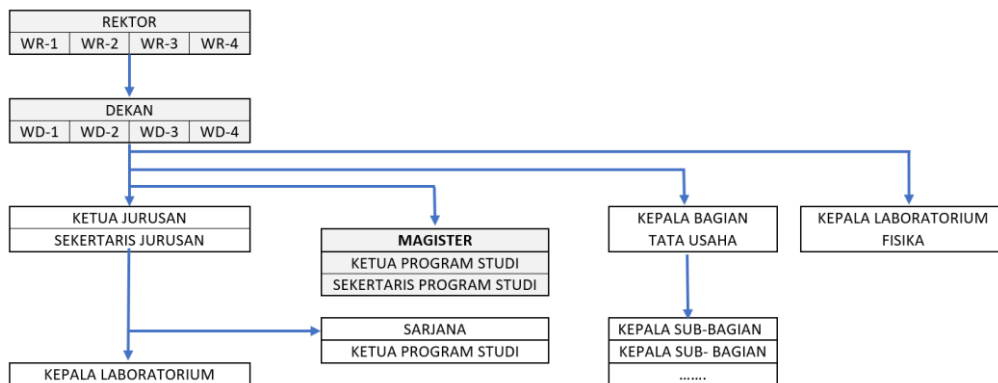 REKTOR
WR-1 WR-2 WR-3 WR-4
DEKAN
WD-1 WD-2 WD-3 WD-4
KETUA JURUSAN
SEKERTARIS JURUSAN
MAGISTER
KETUA PROGRAM STUDI
SEKERTARIS PROGRAM STUDI
KEPALA BAGIAN
TATA USAHA
KEPALA LABORATORIUM
FISIKA
SARJANA
KETUA PROGRAM STUDI
KEPALA SUB-BAGIAN
KEPALA SUB- BAGIAN
.......
KEPALA LABORATORIUM